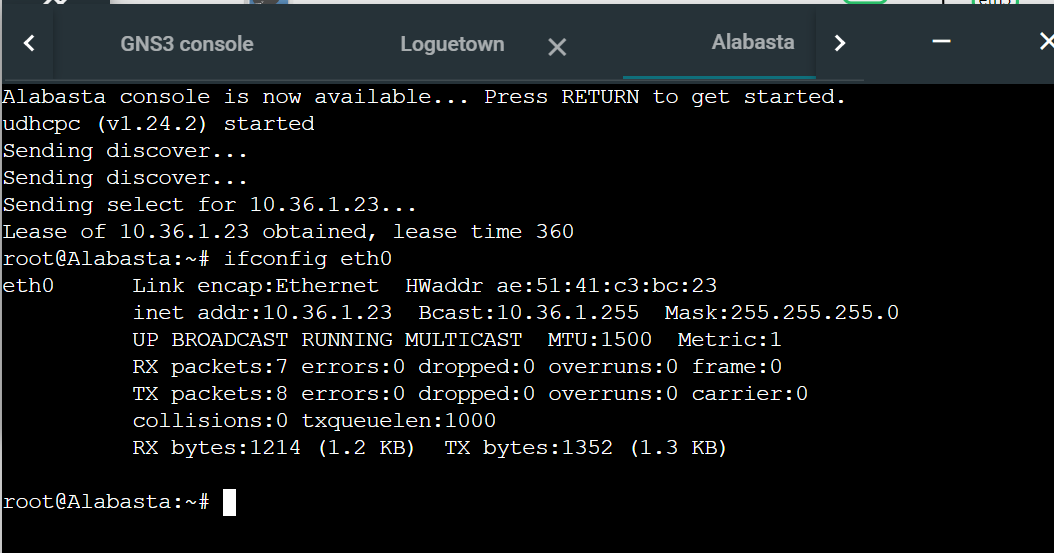 GNS3 console Loguetown Alabasta
Alabasta console is now available... Press RETURN to get started.
udhcpc (v1.24.2) started
Sending discover...
Sending discover...
Sending select for 10.36.1.23...
Lease of 10.36.1.23 obtained, lease time 360
root@Alabasta:~# ifconfig eth0
eth0      Link encap:Ethernet  HWaddr ae:51:41:c3:bc:23
          inet addr:10.36.1.23  Bcast:10.36.1.255  Mask:255.255.255.0
          UP BROADCAST RUNNING MULTICAST  MTU:1500  Metric:1
          RX packets:7 errors:0 dropped:0 overruns:0 frame:0
          TX packets:8 errors:0 dropped:0 overruns:0 carrier:0
          collisions:0 txqueuelen:1000
          RX bytes:1214 (1.2 KB)  TX bytes:1352 (1.3 KB)
root@Alabasta:~#